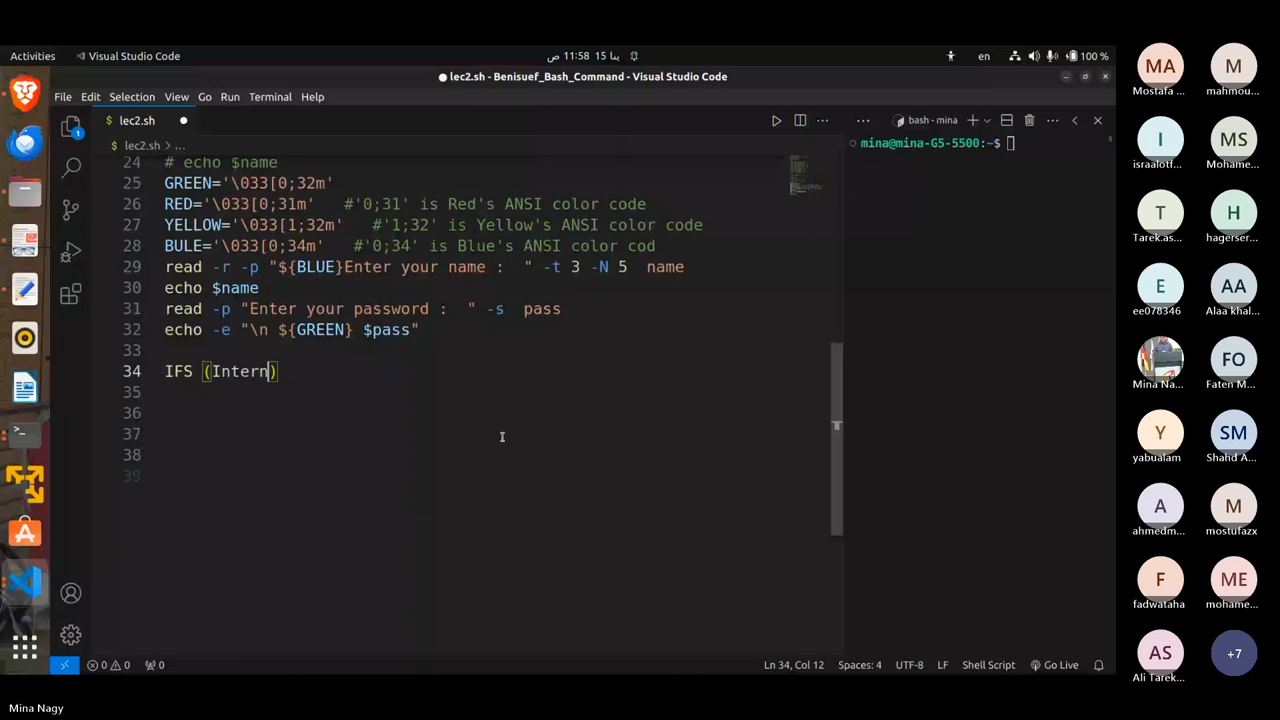 Activities
Visual Studio Code
ص 11:58 15 ينا
en
100 %
lec2.sh - Benisuef_Bash_Command - Visual Studio Code
File Edit Selection View Go Run Terminal Help
lec2.sh
bash - mina
lec2.sh > ...
mina@mina-G5-5500:~$
24 # echo $name
25 GREEN='\033[0;32m'
26 RED='\033[0;31m' #'0;31' is Red's ANSI color code
27 YELLOW='\033[1;32m' #'1;32' is Yellow's ANSI color code
28 BULE='\033[0;34m' #'0;34' is Blue's ANSI color cod
29 read -r -p "${BLUE}Enter your name : " -t 3 -N 5 name
30 echo $name
31 read -p "Enter your password : " -s pass
32 echo -e "\n ${GREEN} $pass"
33
34 IFS (Intern)
35
36
37
38
39
1
0 0 0
Ln 34, Col 12 Spaces: 4 UTF-8 LF Shell Script Go Live
MA M
Mostafa ... mahmou...
I MS
israalotf... Mohame...
T H
Tarek.as... hagerser...
E AA
ee078346 Alaa khal...
FO
Mina Na... Faten M...
Y SM
yabualam Shahd A...
A M
ahmedm... mostufazx
F ME
fadwataha mohame...
AS +7
Ali Tarek...
Mina Nagy